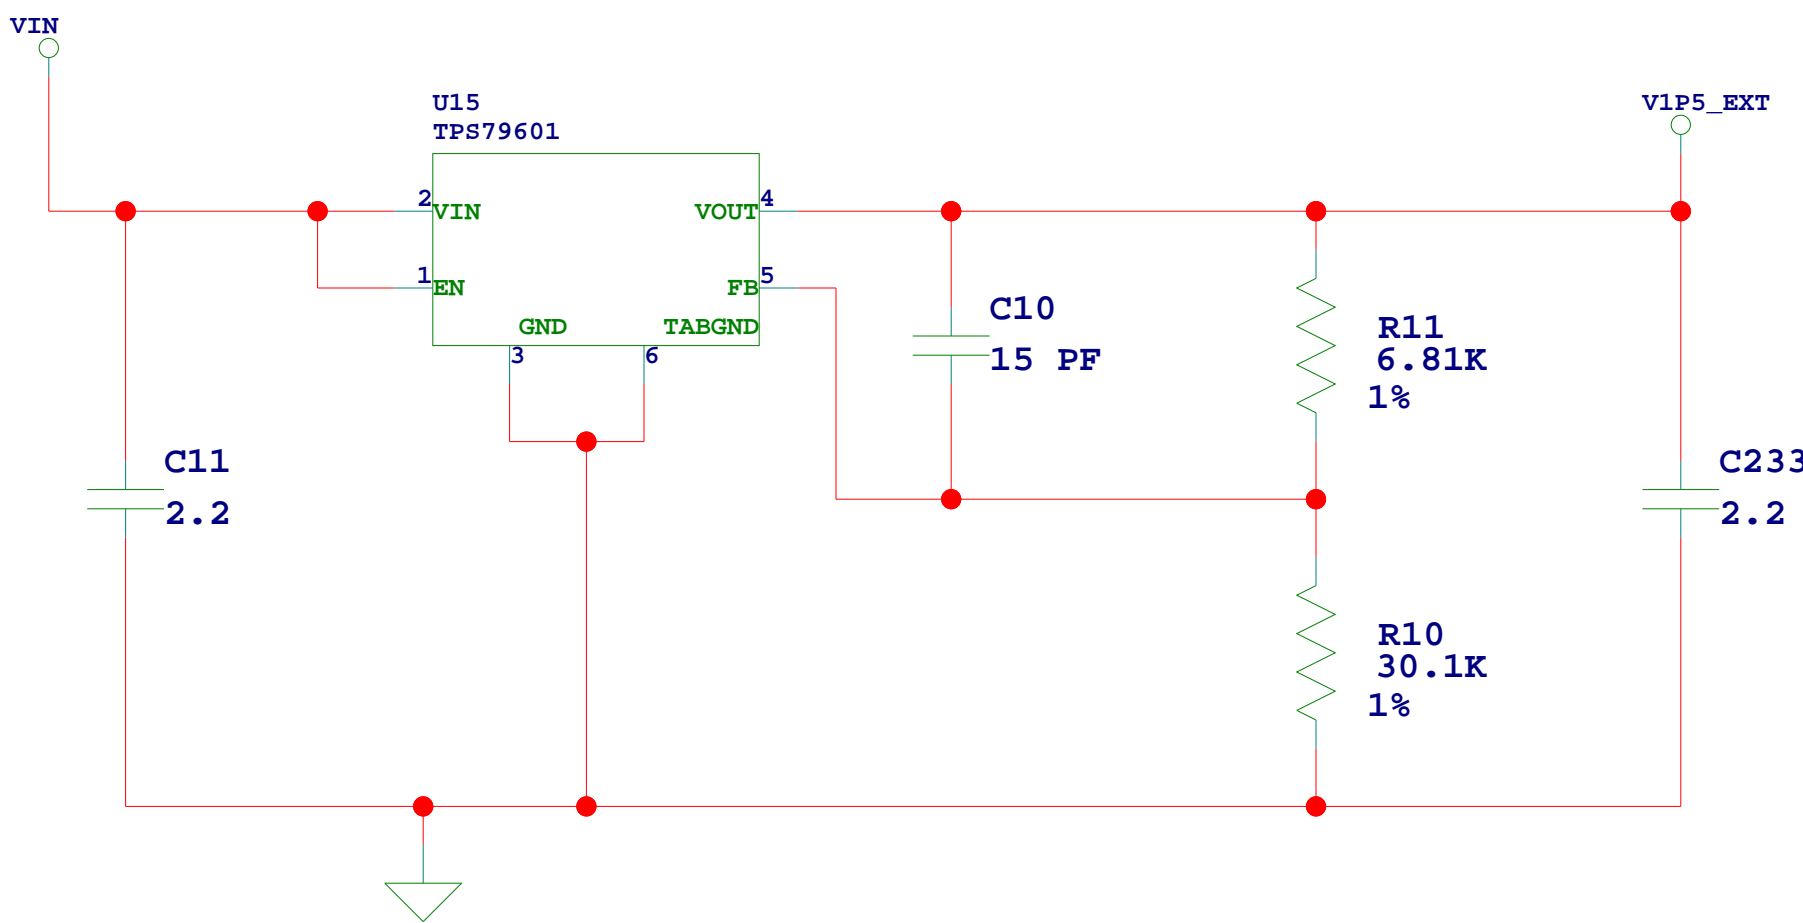 VIN
U15
TPS79601
V1P5_EXT
2
VIN
VOUT
4
1
EN
FB
5
GND
TABGND
3
6
C10
15 PF
R11
6.81K
1%
C11
2.2
C233
2.2
R10
30.1K
1%